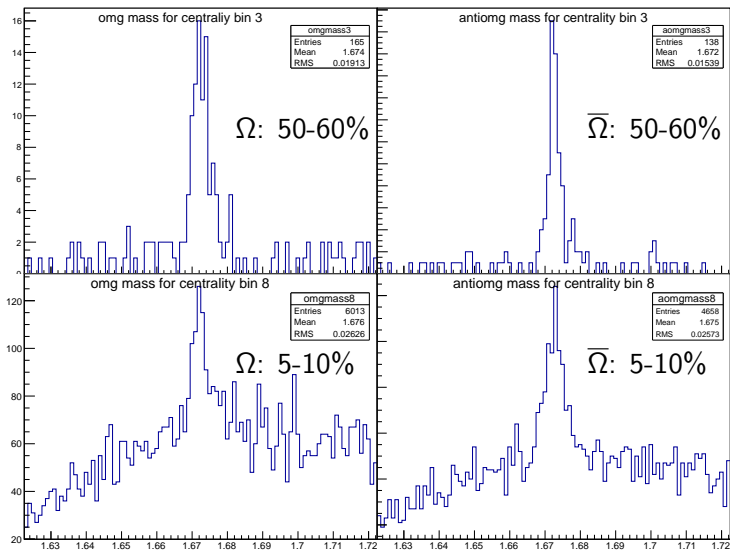 omg mass for centrality bin 3
omgmass3
Entries 165
Mean 1.674
RMS 0.01913
Ω: 50-60%
16
14
12
10
8
6
4
2
0
antiomg mass for centrality bin 3
aomgmass3
Entries 138
Mean 1.672
RMS 0.01539
Ω̅: 50-60%
omg mass for centrality bin 8
omgmass8
Entries 6013
Mean 1.676
RMS 0.02626
Ω: 5-10%
120
100
80
60
40
20
1.63 1.64 1.65 1.66 1.67 1.68 1.69 1.7 1.71 1.72
antiomg mass for centrality bin 8
aomgmass8
Entries 4658
Mean 1.675
RMS 0.02573
Ω̅: 5-10%
1.63 1.64 1.65 1.66 1.67 1.68 1.69 1.7 1.71 1.72